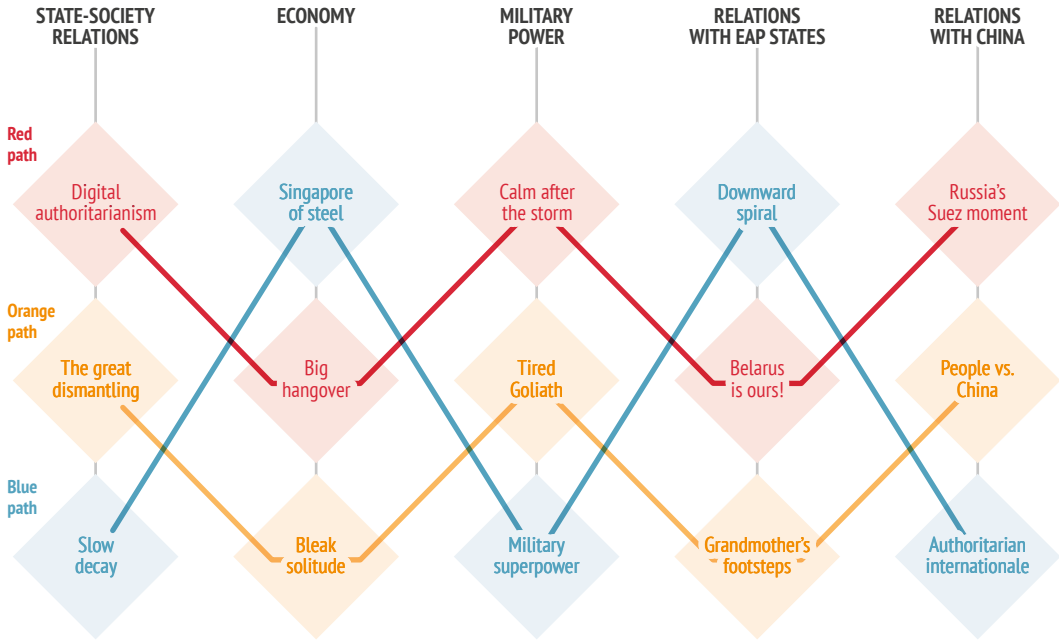 STATE-SOCIETY
RELATIONS
ECONOMY
MILITARY
POWER
RELATIONS
WITH EAP STATES
RELATIONS
WITH CHINA
Red
path
Digital
authoritarianism
Singapore
of steel
Calm after
the storm
Downward
spiral
Russia's
Suez moment
Orange
path
The great
dismantling
Big
hangover
Tired
Goliath
Belarus
is ours!
People vs.
China
Blue
path
Slow
decay
Bleak
solitude
Military
superpower
Grandmother's
footsteps
Authoritarian
internationale